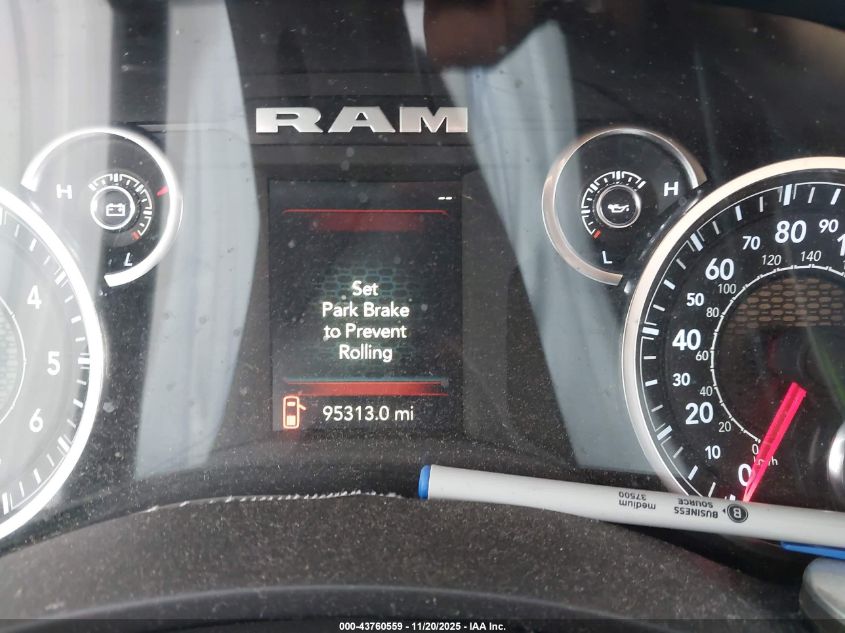 RAM
H
L
H
L
--
Set
Park Brake
to Prevent
Rolling
95313.0 mi
4
5
6
0
10
20
30
40
50
60
70
80
90
0
20
40
60
80
100
120
140
km/h
BUSINESS
SOURCE
medium
37500
B
000-43760559 - 11/20/2025 - IAA Inc.